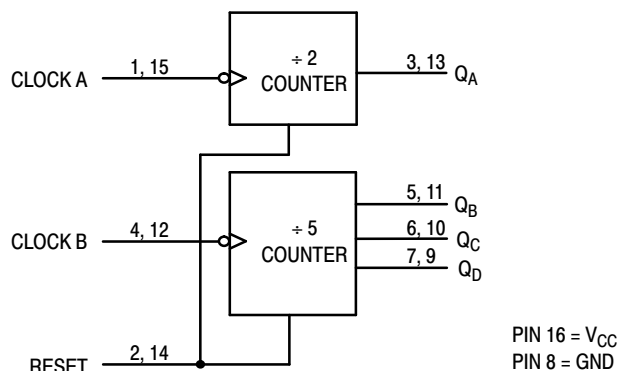 ÷ 2
COUNTER
CLOCK A
1, 15
3, 13
QA
÷ 5
COUNTER
CLOCK B
4, 12
5, 11
QB
6, 10
QC
7, 9
QD
RESET
2, 14
PIN 16 = VCC
PIN 8 = GND